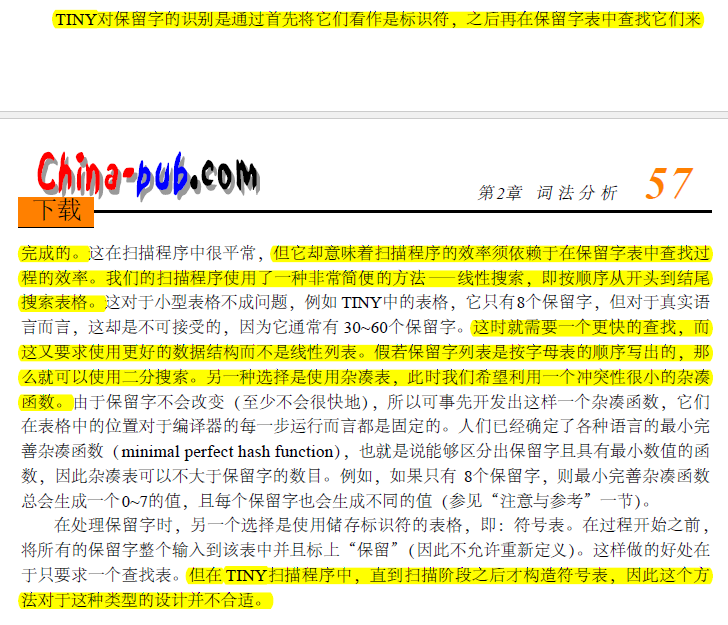 TINY对保留字的识别是通过首先将它们看作是标识符，之后再在保留字表中查找它们来
China-pub.com
下载
第2章 词法分析 57
完成的。这在扫描程序中很平常，但它却意味着扫描程序的效率须依赖于在保留字表中查找过
程的效率。我们的扫描程序使用了一种非常简便的方法——线性搜索，即按顺序从开头到结尾
搜索表格。这对于小型表格不成问题，例如 TINY中的表格，它只有8个保留字，但对于真实语
言而言，这却是不可接受的，因为它通常有 30~60个保留字。这时就需要一个更快的查找，而
这又要求使用更好的数据结构而不是线性列表。假若保留字列表是按字母表的顺序写出的，那
么就可以使用二分搜索。另一种选择是使用杂凑表，此时我们希望利用一个冲突性很小的杂凑
函数。由于保留字不会改变（至少不会很快地），所以可事先开发出这样一个杂凑函数，它们
在表格中的位置对于编译器的每一步运行而言都是固定的。人们已经确定了各种语言的最小完
善杂凑函数（minimal perfect hash function），也就是说能够区分出保留字且具有最小数值的函
数，因此杂凑表可以不大于保留字的数目。例如，如果只有 8个保留字，则最小完善杂凑函数
总会生成一个0~7的值，且每个保留字也会生成不同的值（参见“注意与参考”一节)。
在处理保留字时，另一个选择是使用储存标识符的表格，即：符号表。在过程开始之前，
将所有的保留字整个输入到该表中并且标上“保留”(因此不允许重新定义)。这样做的好处在
于只要求一个查找表。但在 TINY扫描程序中，直到扫描阶段之后才构造符号表，因此这个方
法对于这种类型的设计并不合适。